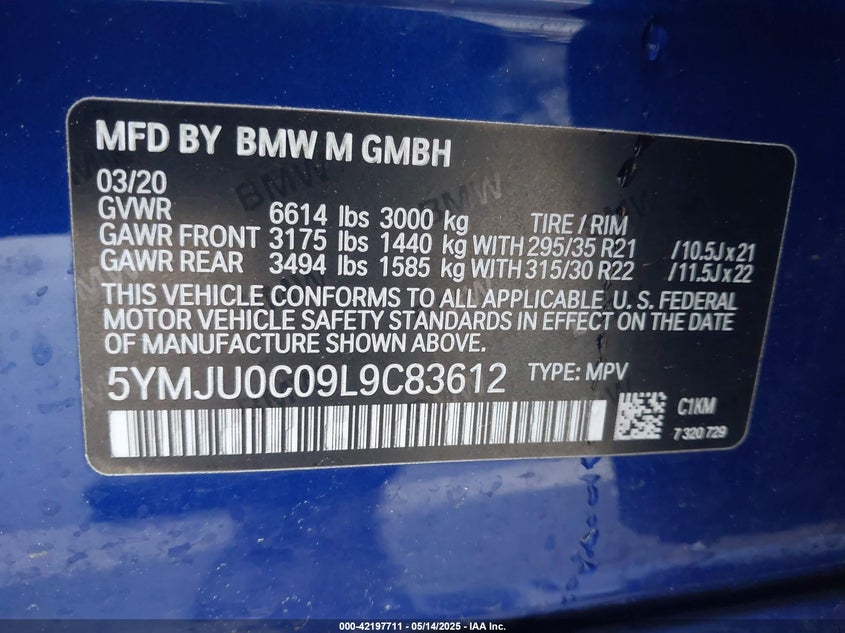 MFD BY BMW M GMBH
03/20
GVWR 6614 lbs 3000 kg TIRE / RIM
GAWR FRONT 3175 lbs 1440 kg WITH 295/35 R21 /10.5J x 21
GAWR REAR 3494 lbs 1585 kg WITH 315/30 R22 /11.5J x 22
THIS VEHICLE CONFORMS TO ALL APPLICABLE U. S. FEDERAL
MOTOR VEHICLE SAFETY STANDARDS IN EFFECT ON THE DATE
OF MANUFACTURE SHOWN ABOVE.
5YMJU0C09L9C83612 TYPE: MPV
C1KM
7 320 729
000-42197711 - 05/14/2025 - IAA Inc.